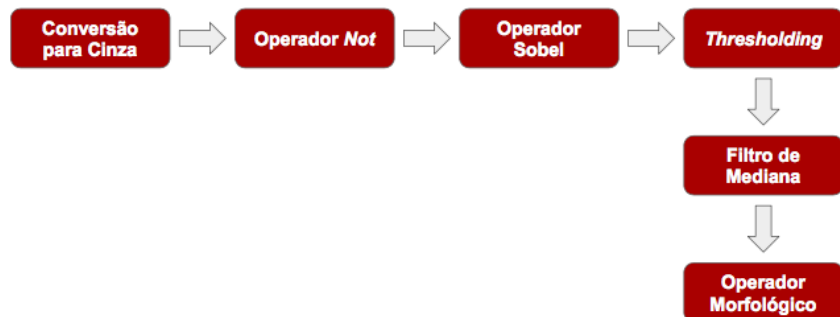 Conversão
para Cinza
Operador Not
Operador
Sobel
Thresholding
Filtro de
Mediana
Operador
Morfológico